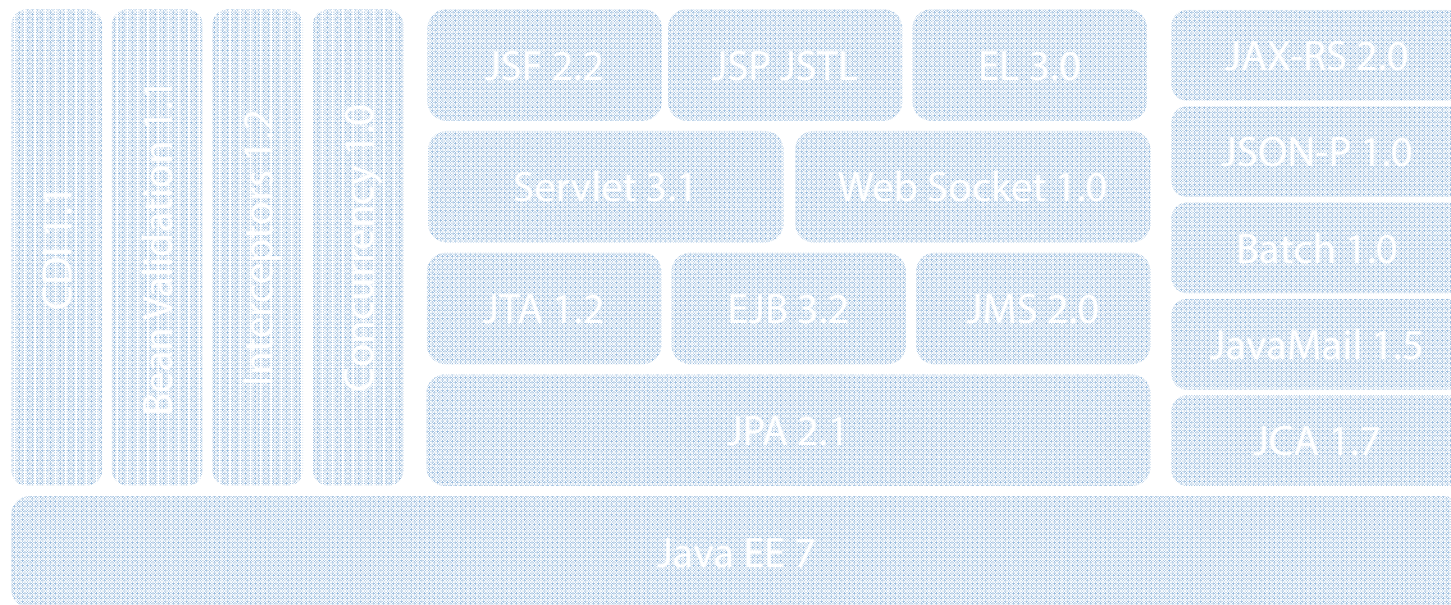 CDI 1.1
Bean Validation 1.1
Interceptors 1.2
Concurrency 1.0
JSF 2.2
JSP JSTL
EL 3.0
Servlet 3.1
Web Socket 1.0
JTA 1.2
EJB 3.2
JMS 2.0
JPA 2.1
JAX-RS 2.0
JSON-P 1.0
Batch 1.0
JavaMail 1.5
JCA 1.7
Java EE 7